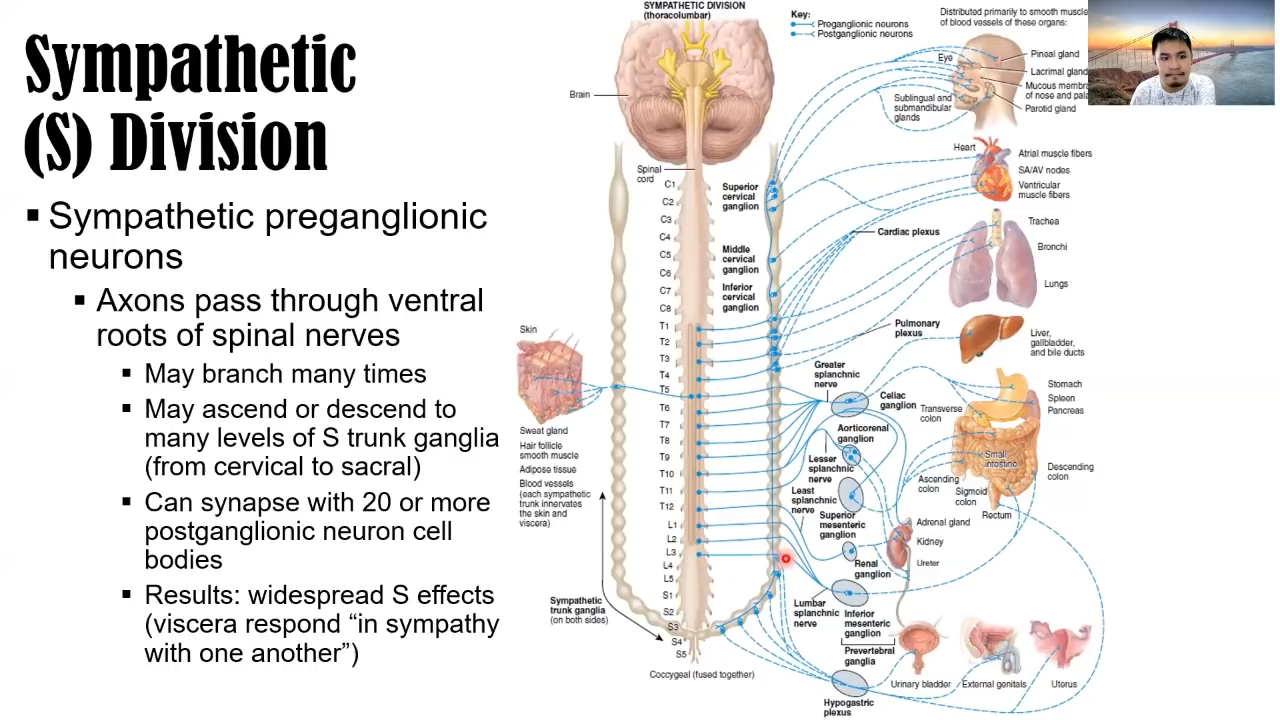 Sympathetic
(S) Division
▪ Sympathetic preganglionic
neurons
▪ Axons pass through ventral
roots of spinal nerves
▪ May branch many times
▪ May ascend or descend to
many levels of S trunk ganglia
(from cervical to sacral)
▪ Can synapse with 20 or more
postganglionic neuron cell
bodies
▪ Results: widespread S effects
(viscera respond “in sympathy
with one another”)
SYMPATHETIC DIVISION
(thoracolumbar)
Key:
Preganglionic neurons
Postganglionic neurons
Distributed primarily to smooth muscle
of blood vessels of these organs:
Brain
Spinal
cord
C1
C2
C3
C4
C5
C6
C7
C8
T1
T2
T3
T4
T5
T6
T7
T8
T9
T10
T11
T12
L1
L2
L3
L4
L5
S1
S2
S3
S4
S5
Coccygeal (fused together)
Skin
Sweat gland
Hair follicle
smooth muscle
Adipose tissue
Blood vessels
(each sympathetic
trunk innervates
the skin and
viscera)
Sympathetic
trunk ganglia
(on both sides)
Superior
cervical
ganglion
Middle
cervical
ganglion
Inferior
cervical
ganglion
Cardiac plexus
Pulmonary
plexus
Greater
splanchnic
nerve
Celiac
ganglion
Aorticorenal
ganglion
Lesser
splanchnic
nerve
Least
splanchnic
nerve
Superior
mesenteric
ganglion
Renal
ganglion
Lumbar
splanchnic
nerve
Inferior
mesenteric
ganglion
Prevertebral
ganglia
Hypogastric
plexus
Eye
Pineal gland
Lacrimal gland
Mucous membra
of nose and pala
Parotid gland
Sublingual and
submandibular
glands
Heart
Atrial muscle fibers
SA/AV nodes
Ventricular
muscle fibers
Trachea
Bronchi
Lungs
Liver,
gallbladder,
and bile ducts
Stomach
Spleen
Pancreas
Transverse
colon
Small
intestine
Ascending
colon
Sigmoid
colon
Descending
colon
Rectum
Adrenal gland
Kidney
Ureter
Urinary bladder
External genitals
Uterus